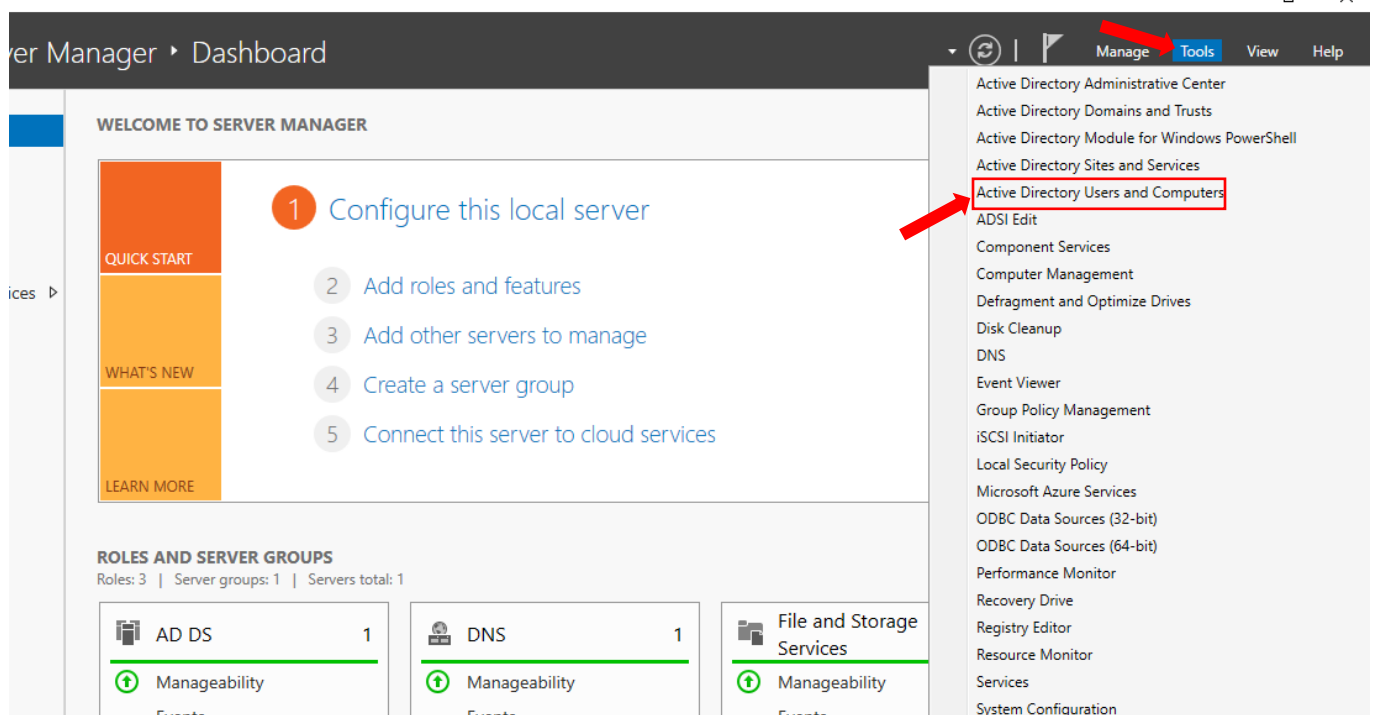 er Manager ‣ Dashboard
Manage Tools View Help
WELCOME TO SERVER MANAGER
QUICK START
WHAT'S NEW
LEARN MORE
1 Configure this local server
2 Add roles and features
3 Add other servers to manage
4 Create a server group
5 Connect this server to cloud services
ices
ROLES AND SERVER GROUPS
Roles: 3 | Server groups: 1 | Servers total: 1
AD DS 1
Manageability
Events
DNS 1
Manageability
Events
File and Storage
Services
Manageability
Events
Active Directory Administrative Center
Active Directory Domains and Trusts
Active Directory Module for Windows PowerShell
Active Directory Sites and Services
Active Directory Users and Computers
ADSI Edit
Component Services
Computer Management
Defragment and Optimize Drives
Disk Cleanup
DNS
Event Viewer
Group Policy Management
iSCSI Initiator
Local Security Policy
Microsoft Azure Services
ODBC Data Sources (32-bit)
ODBC Data Sources (64-bit)
Performance Monitor
Recovery Drive
Registry Editor
Resource Monitor
Services
System Configuration